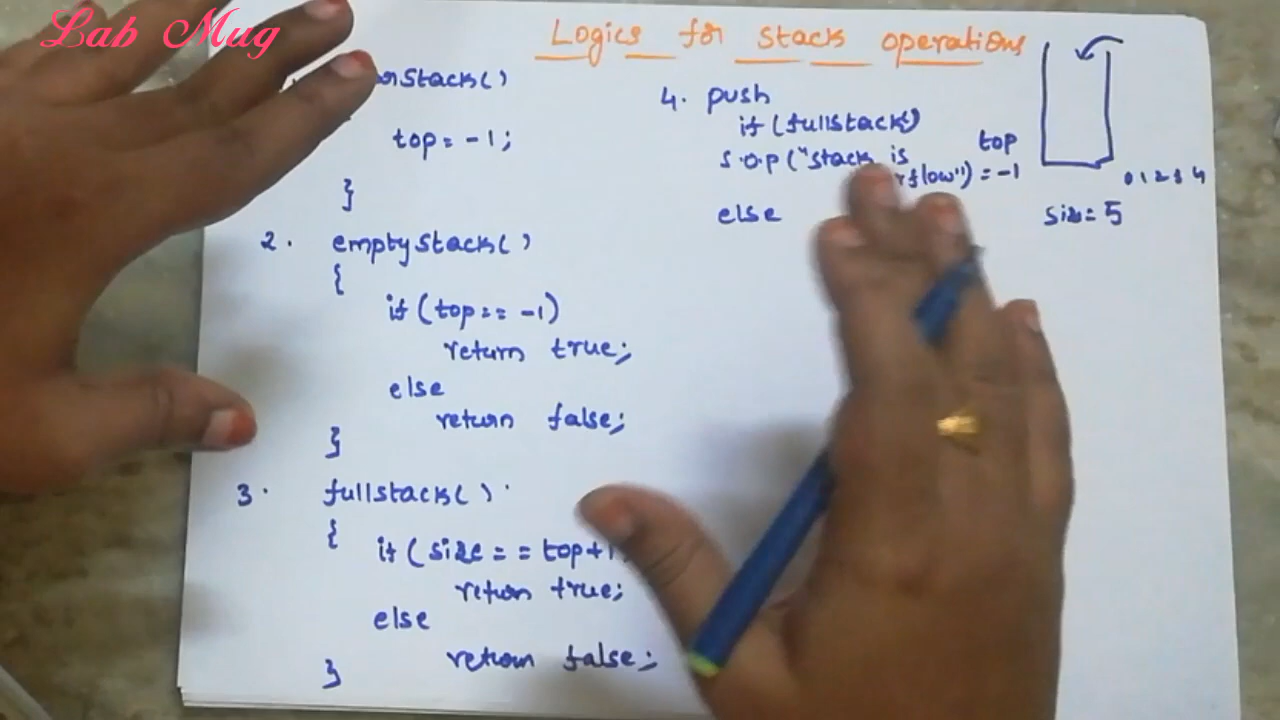 Lab Mug
Logics for stack operations
top = -1;
}
2. emptystack()
{
if (top == -1)
return true;
else
return false;
}
3. fullstack()
{
if (size == top+1
return true;
else
return false;
}
4. push
if (fullstack())
s.o.p ("stack is
flow")
else
top
= -1
0 1 2 3 4
size = 5